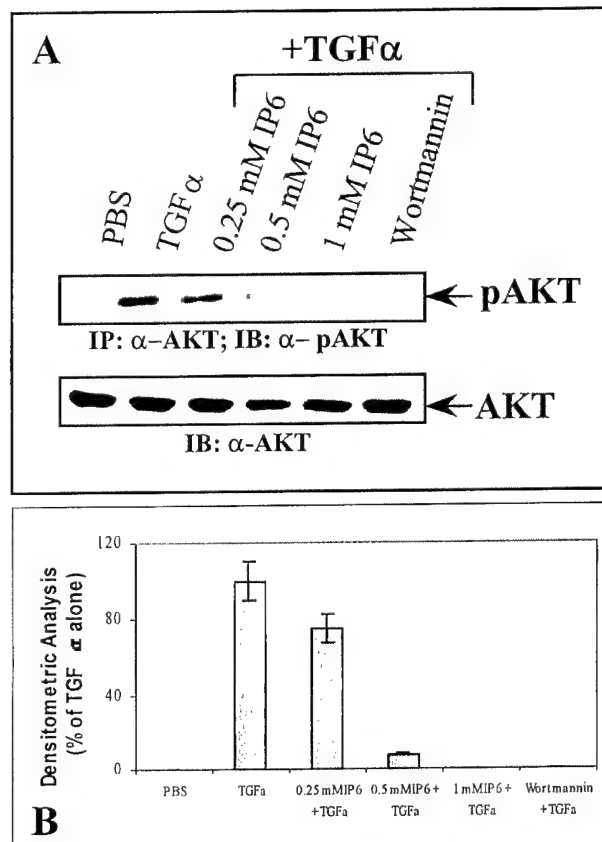 A
+TGFα
PBS
TGFα
0.25 mM IP6
0.5 mM IP6
1 mM IP6
Wortmannin
pAKT
IP: α–AKT; IB: α– pAKT
AKT
IB: α-AKT
Densitometric Analysis
(% of TGF α alone)
120
80
40
0
PBS
TGFa
0.25 mMIP6
+TGFa
0.5 mMIP6+
TGFa
1 mMIP6+
TGFa
Wortmannin
+TGFa
B